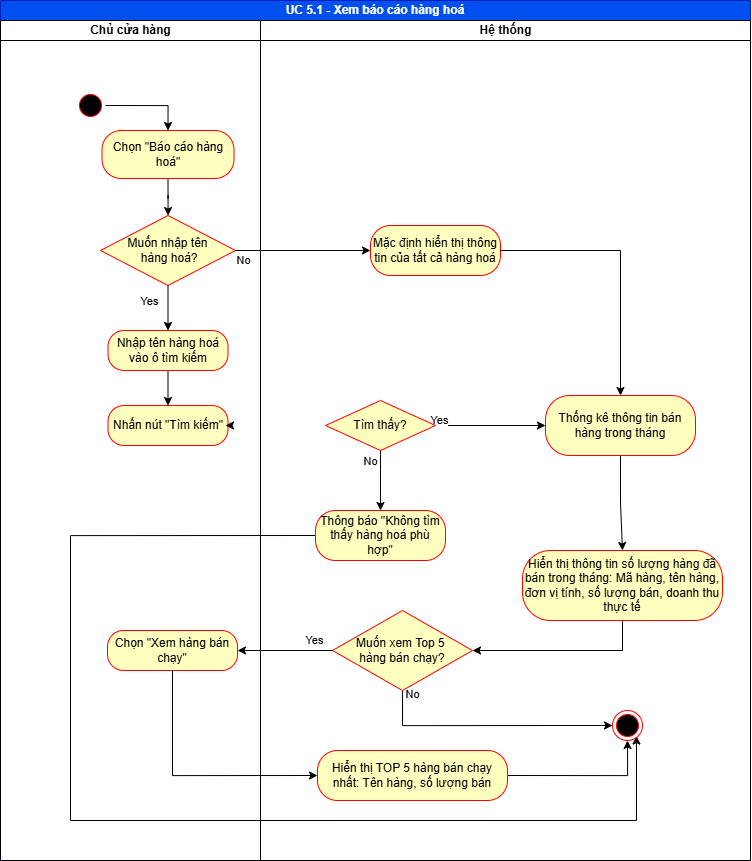 UC 5.1 - Xem báo cáo hàng hoá
Chủ cửa hàng
Hệ thống
Chọn "Báo cáo hàng
hoá"
Muốn nhập tên
hàng hoá?
No
Mặc định hiển thị thông
tin của tất cả hàng hoá
Yes
Nhập tên hàng hoá
vào ô tìm kiếm
Nhấn nút "Tìm kiếm"
Tìm thấy?
Yes
Thống kê thông tin bán
hàng trong tháng
No
Thông báo "Không tìm
thấy hàng hoá phù
hợp"
Hiển thị thông tin số lượng hàng đã
bán trong tháng: Mã hàng, tên hàng,
đơn vị tính, số lượng bán, doanh thu
thực tế
Muốn xem Top 5
hàng bán chạy?
Yes
Chọn "Xem hàng bán
chạy"
No
Hiển thị TOP 5 hàng bán chạy
nhất: Tên hàng, số lượng bán